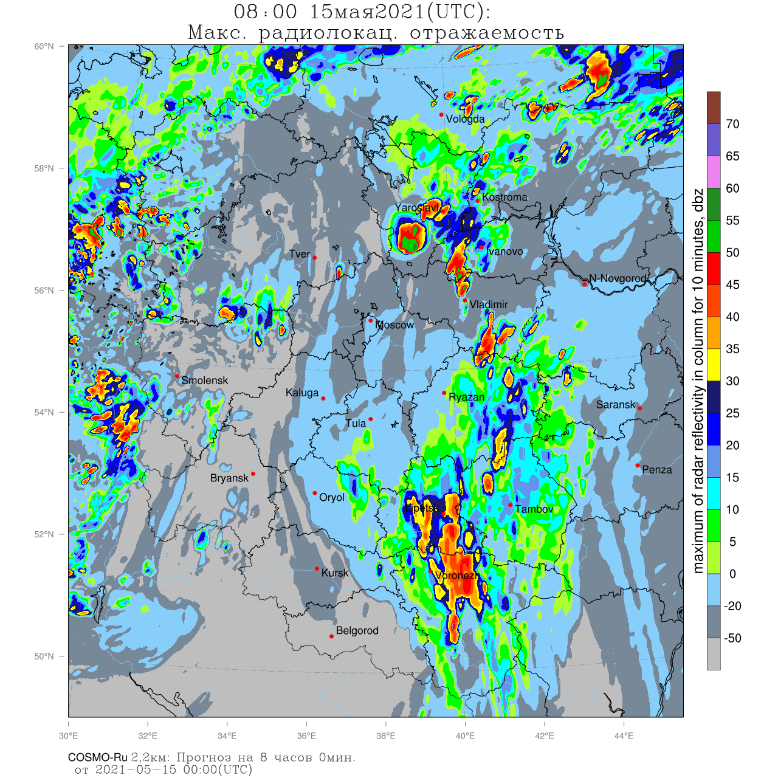 08:00 15мая2021(UTC):
Макс. радиолокац. отражаемость
60°N
58°N
56°N
54°N
52°N
50°N
30°E 32°E 34°E 36°E 38°E 40°E 42°E 44°E
Vologda
Kostroma
Yaroslavl
Ivanovo
Tver
N-Novgorod
Vladimir
Moscow
Smolensk
Kaluga
Ryazan
Saransk
Tula
Penza
Bryansk
Oryol
Lipetsk
Tambov
Kursk
Voronezh
Belgorod
70
65
60
55
50
45
40
35
30
25
20
15
10
5
0
-20
-50
maximum of radar reflectivity in column for 10 minutes, dbz
COSMO-Ru 2,2км: Прогноз на 8 часов 0мин.
от 2021-05-15 00:00(UTC)